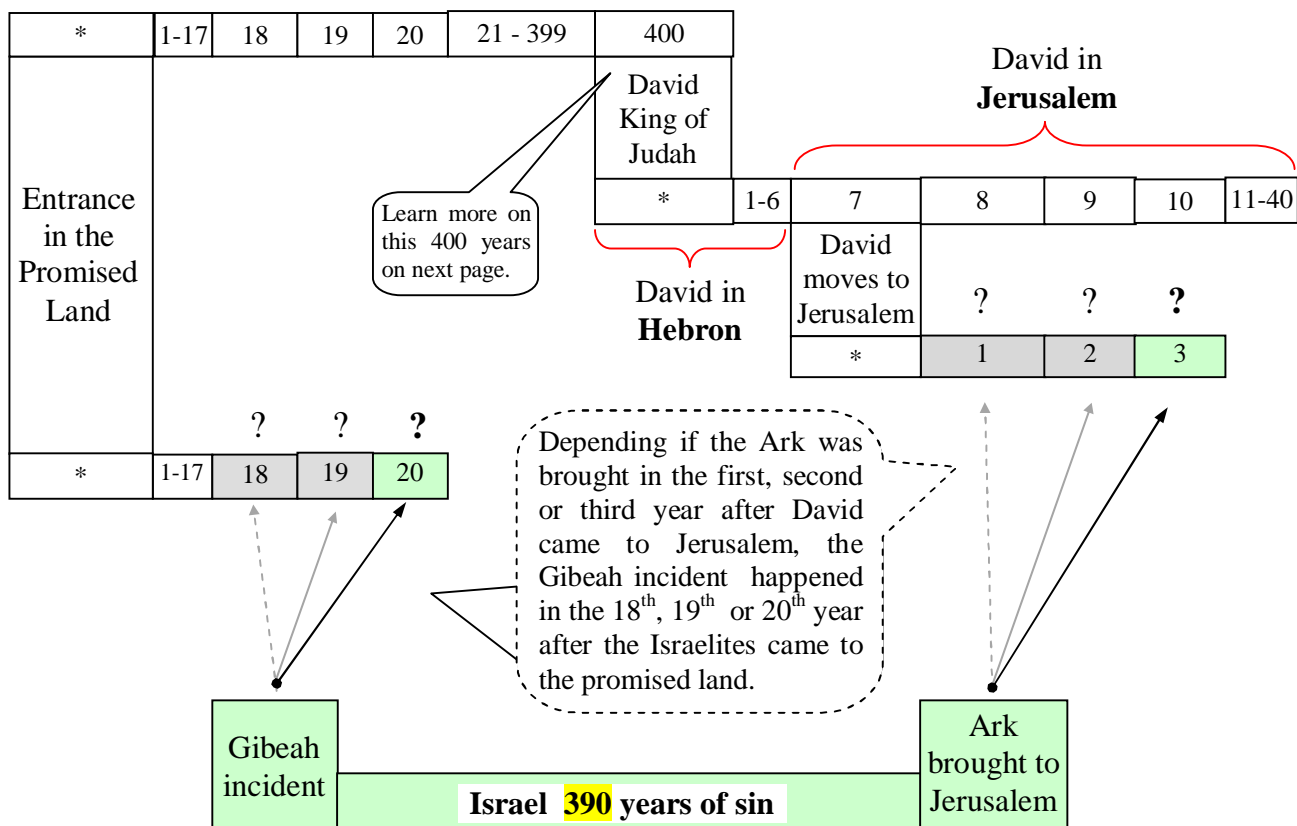 * 1-17 18 19 20 21 - 399 400
David
King of
Judah
David in
Jerusalem
Entrance
in the
Promised
Land
Learn more on
this 400 years
on next page.
* 1-6 7 8 9 10 11-40
David in
Hebron
David
moves to
Jerusalem
? ? ?
* 1 2 3
? ? ?
* 1-17 18 19 20
Depending if the Ark was
brought in the first, second
or third year after David
came to Jerusalem, the
Gibeah incident happened
in the 18th, 19th or 20th year
after the Israelites came to
the promised land.
Gibeah
incident
Ark
brought to
Jerusalem
Israel 390 years of sin